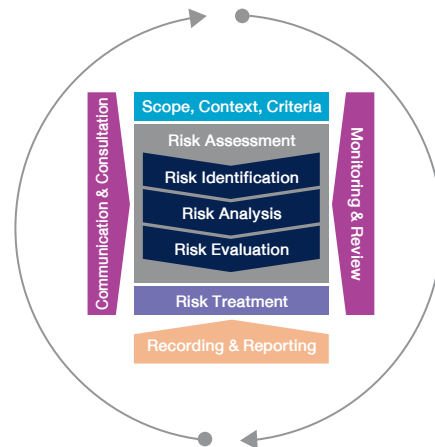 Scope, Context, Criteria
Communication & Consultation
Risk Assessment
Risk Identification
Risk Analysis
Risk Evaluation
Monitoring & Review
Risk Treatment
Recording & Reporting